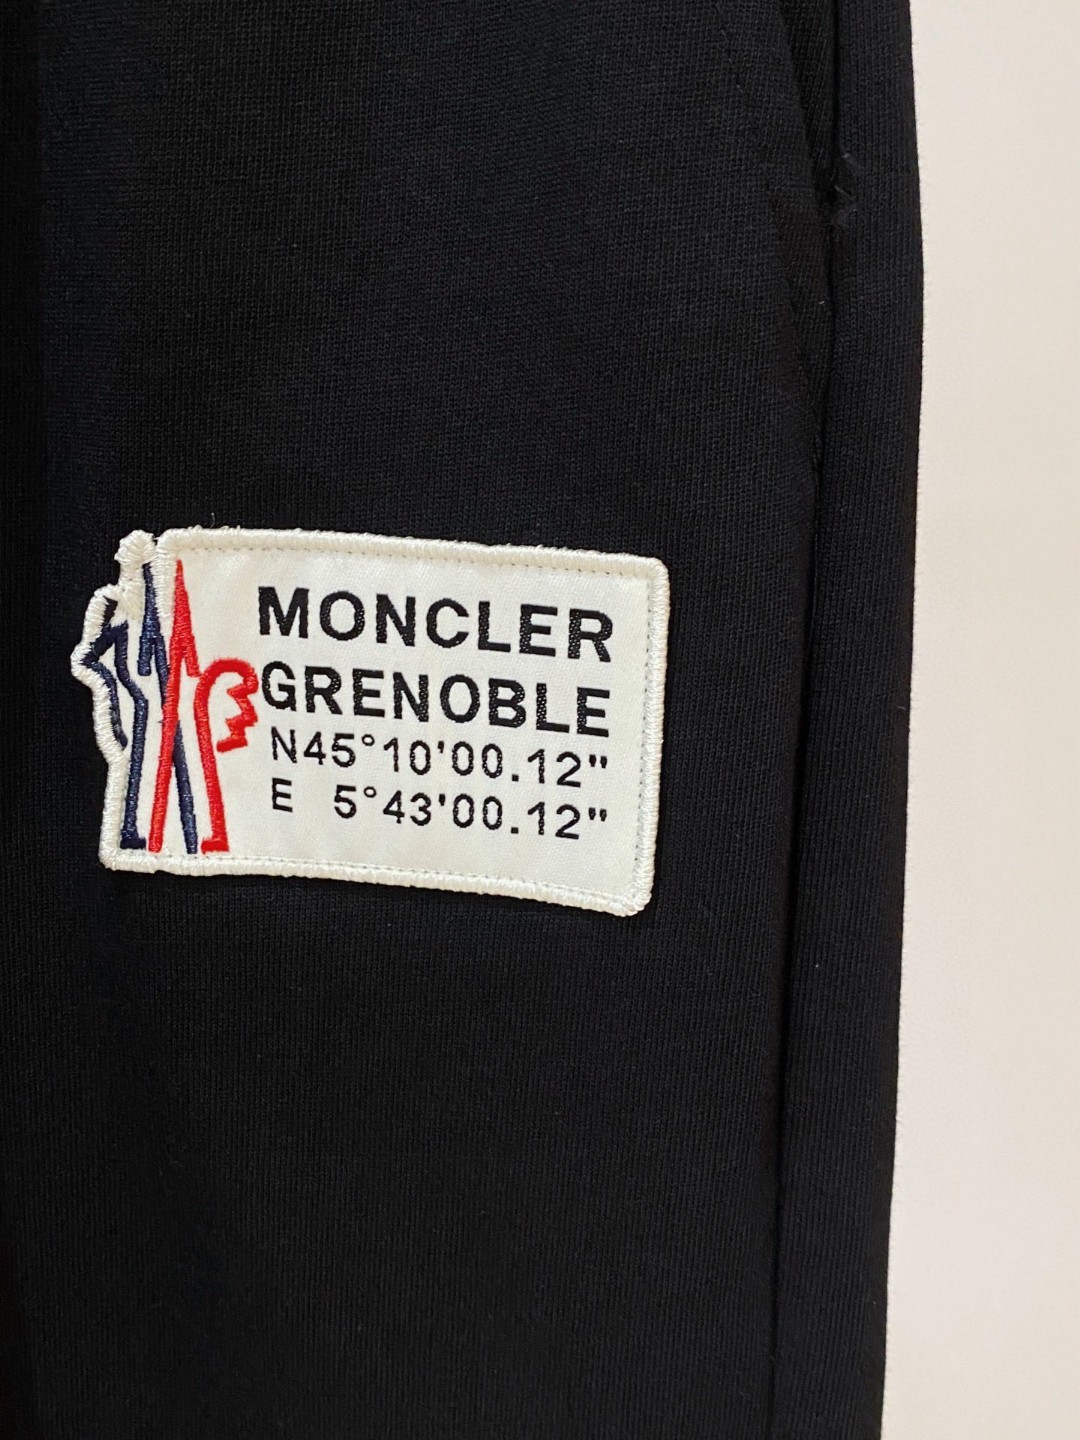 MONCLER
GRENOBLE
N45°10'00.12"
E 5°43'00.12"